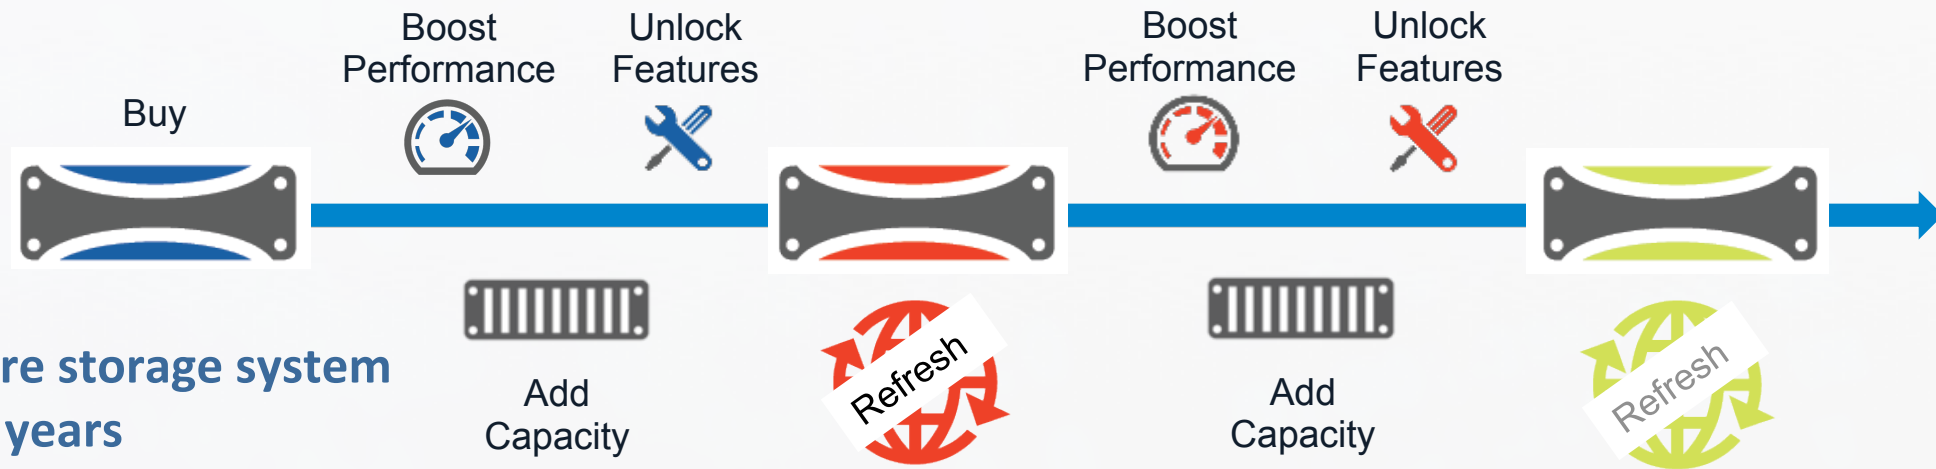 Buy
Boost
Performance
Unlock
Features
Boost
Performance
Unlock
Features
re storage system
years
Add
Capacity
Refresh
Add
Capacity
Refresh